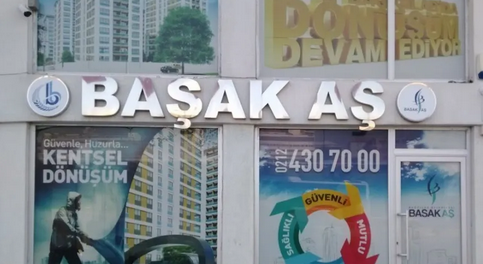 DÖNÜŞÜM
DEVAM EDİYOR
BAŞAK AŞ
BAŞAK AŞ
Güvenle, Huzurla...
KENTSEL
DÖNÜŞÜM
0212 430 70 00
SAĞLIKLI
GÜVENLİ
MUTLU
BAŞAKAŞ